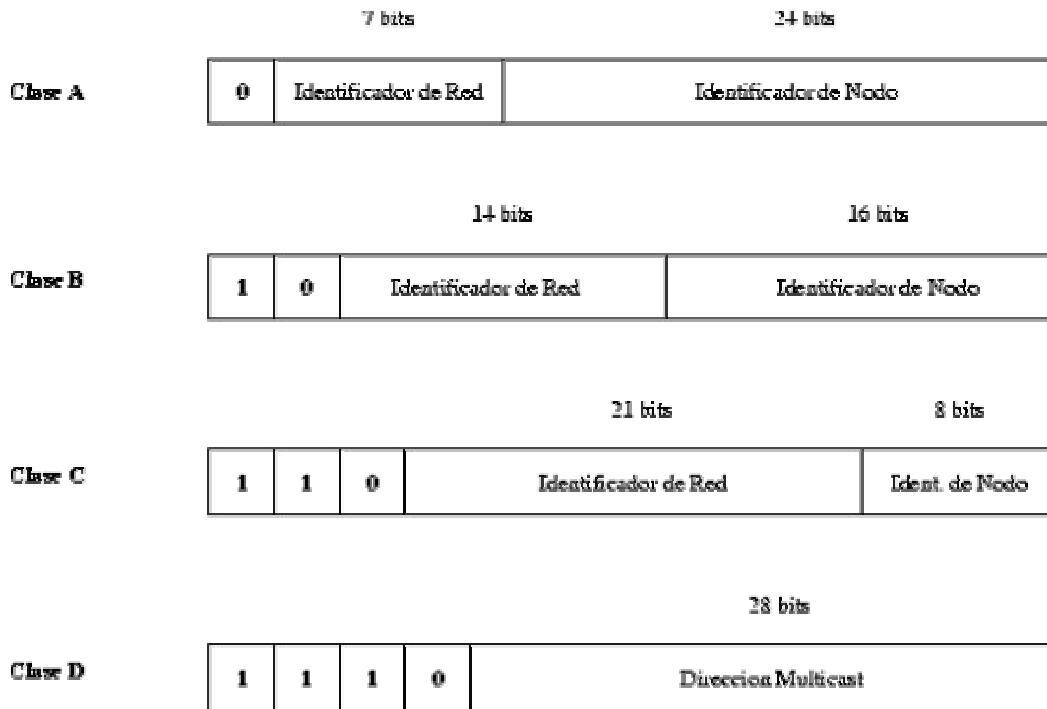 7 bits 24 bits
Clase A 0 Identificador de Red Identificador de Nodo
14 bits 16 bits
Clase B 1 0 Identificador de Red Identificador de Nodo
21 bits 8 bits
Clase C 1 1 0 Identificador de Red Ident. de Nodo
28 bits
Clase D 1 1 1 0 Direccion Multicast